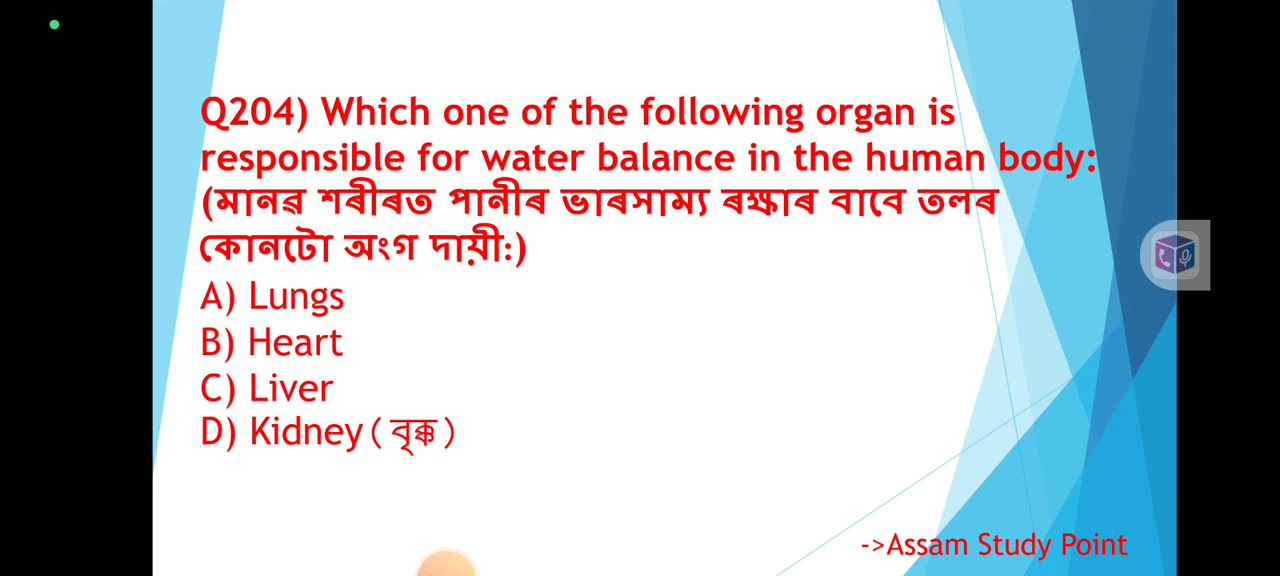 Q204) Which one of the following organ is
responsible for water balance in the human body:
(মানৱ শৰীৰত পানীৰ ভাৰসাম্য ৰক্ষাৰ বাবে তলৰ
কোনটো অংগ দায়ী:)
A) Lungs
B) Heart
C) Liver
D) Kidney (বৃক্ক)
->Assam Study Point